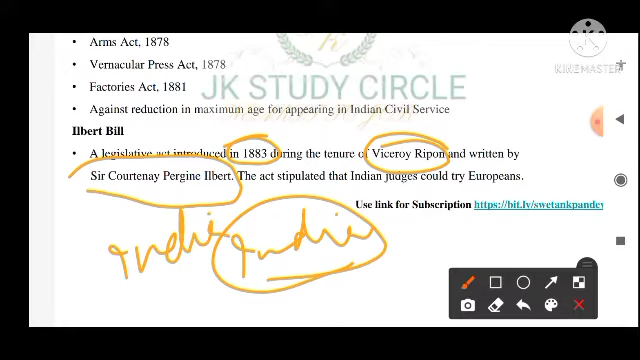 • Arms Act, 1878
• Vernacular Press Act, 1878
• Factories Act, 1881
• Against reduction in maximum age for appearing in Indian Civil Service
JK STUDY CIRCLE
KINEMASTER
Ilbert Bill
• A legislative act introduced in 1883 during the tenure of Viceroy Ripon and written by
Sir Courtenay Pergine Ilbert. The act stipulated that Indian judges could try Europeans.
Use link for Subscription https://bit.ly/swetankpandey
India India